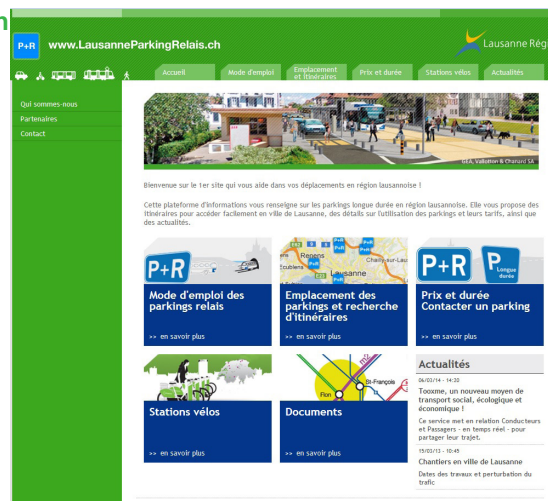 n
P+R www.LausanneParkingRelais.ch
Lausanne Rég
Accueil
Mode d'emploi
Emplacement
et itinéraires
Prix et durée
Stations vélos
Actualités
Qui sommes-nous
Partenaires
Contact
GEA, Vallotton & Chanard SA
Bienvenue sur le 1er site qui vous aide dans vos déplacements en région lausannoise !
Cette plateforme d'informations vous renseigne sur les parkings longue durée en région lausannoise. Elle vous propose des
itinéraires pour accéder facilement en ville de Lausanne, des détails sur l'utilisation des parkings et leurs tarifs, ainsi que
des actualités.
P+R
Mode d'emploi des
parkings relais
>> en savoir plus
Renens
Ecublens
Lausanne
P+R
Emplacement des
parkings et recherche
d'itinéraires
>> en savoir plus
P+R
P
Longue
durée
Prix et durée
Contacter un parking
>> en savoir plus
Stations vélos
>> en savoir plus
m2
Flon
St-François
Documents
>> en savoir plus
Actualités
06/03/14 - 14:20
Tooxme, un nouveau moyen de
transport social, écologique et
économique !
Ce service met en relation Conducteurs
et Passagers - en temps réel - pour
partager leur trajet.
15/03/13 - 10:45
Chantiers en ville de Lausanne
Dates des travaux et perturbation du
trafic